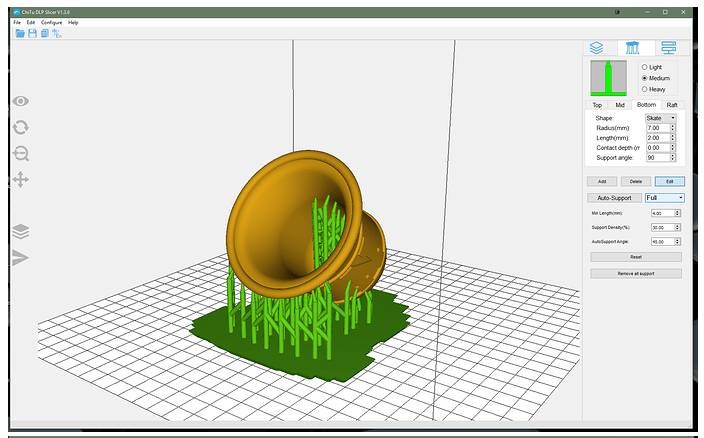 ChiTu DLP Slicer V1.3.6
File Edit Configure Help
Light
Medium
Heavy
Top Mid Bottom Raft
Shape: Skate
Radius(mm): 7.00
Length(mm): 2.00
Contact depth (m 0.00
Support angle: 90
Add Delete Edit
Auto-Support Full
Min Length(mm): 4.00
Support Density(%): 30.00
AutoSupport Angle: 45.00
Reset
Remove all support